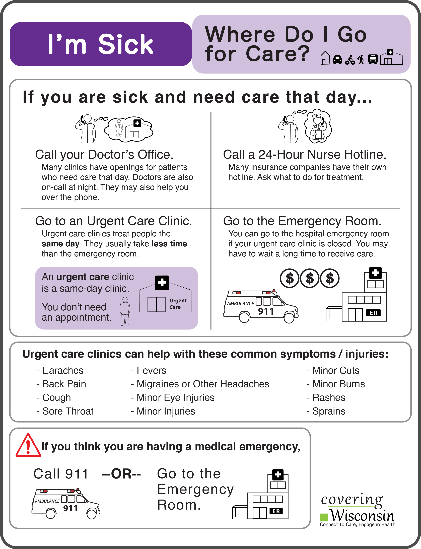 I'm Sick
Where Do I Go
for Care?
If you are sick and need care that day...
Call your Doctor's Office.
Many clinics have openings for patients
who need care that day. Doctors are also
on-call at night. They may also help you
over the phone.
Call a 24-Hour Nurse Hotline.
Many insurance companies have their own
hotline. Ask what to do for treatment.
Go to an Urgent Care Clinic.
Urgent care clinics treat people the
same day. They usually take less time
than the emergency room.
An urgent care clinic
is a same-day clinic.
You don't need
an appointment.
Urgent
Care
Go to the Emergency Room.
You can go to the hospital emergency room
if your urgent care clinic is closed. You may
have to wait a long time to receive care.
$ $ $
AMBULANCE
911
ER
Urgent care clinics can help with these common symptoms / injuries:
- Earaches
- Back Pain
- Cough
- Sore Throat
- Fevers
- Migraines or Other Headaches
- Minor Eye Injuries
- Minor Injuries
- Minor Cuts
- Minor Burns
- Rashes
- Sprains
If you think you are having a medical emergency,
Call 911 --OR-- Go to the
Emergency
Room.
AMBULANCE
911
ER
covering
Wisconsin
Connect to Care, Engage in Health